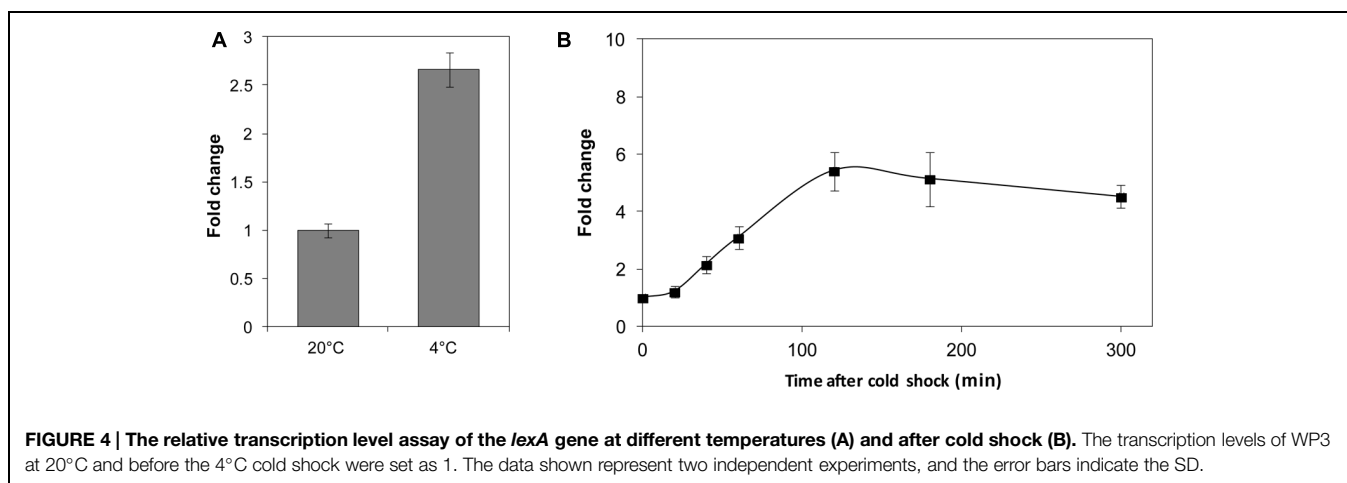 A
3
2.5
2
1.5
1
0.5
0
Fold change
20°C
4°C
B
10
8
6
4
2
0
Fold change
0
100
200
300
Time after cold shock (min)
FIGURE 4 | The relative transcription level assay of the lexA gene at different temperatures (A) and after cold shock (B). The transcription levels of WP3
at 20°C and before the 4°C cold shock were set as 1. The data shown represent two independent experiments, and the error bars indicate the SD.